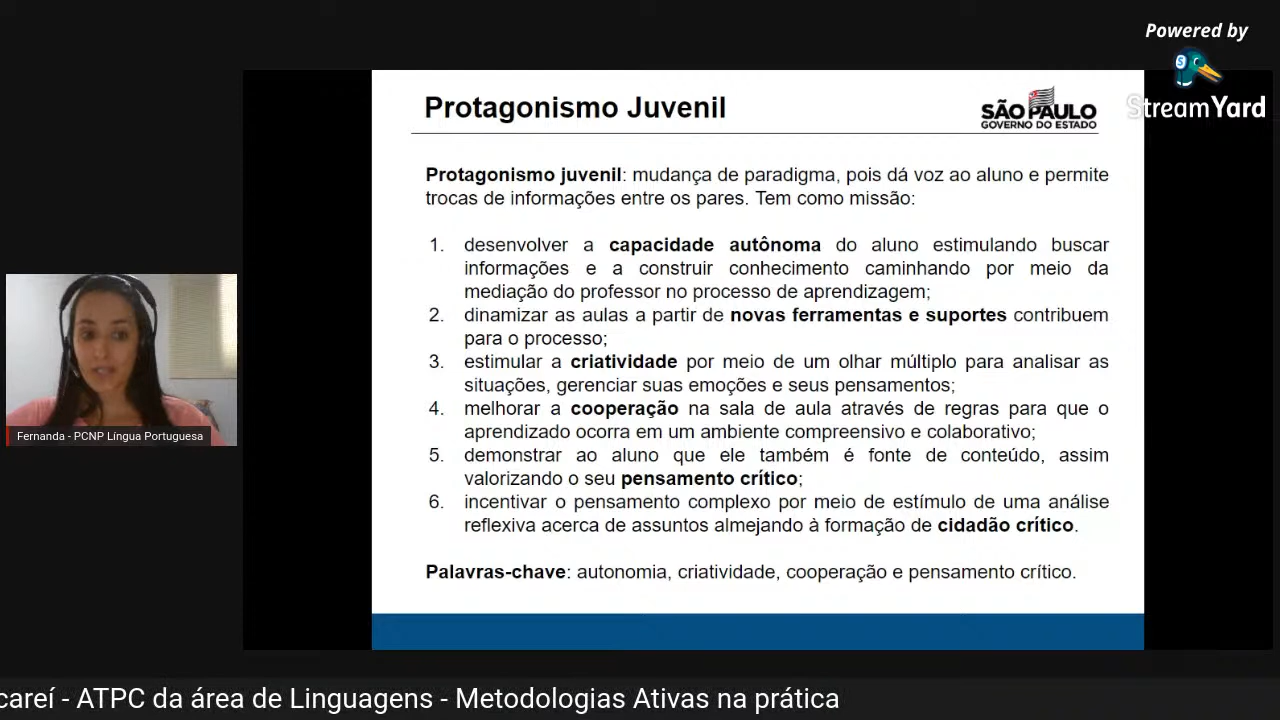 Powered by
StreamYard
Protagonismo Juvenil
SÃO PAULO
GOVERNO DO ESTADO
Protagonismo juvenil: mudança de paradigma, pois dá voz ao aluno e permite
trocas de informações entre os pares. Tem como missão:
1. desenvolver a capacidade autônoma do aluno estimulando buscar
informações e a construir conhecimento caminhando por meio da
mediação do professor no processo de aprendizagem;
2. dinamizar as aulas a partir de novas ferramentas e suportes contribuem
para o processo;
3. estimular a criatividade por meio de um olhar múltiplo para analisar as
situações, gerenciar suas emoções e seus pensamentos;
4. melhorar a cooperação na sala de aula através de regras para que o
aprendizado ocorra em um ambiente compreensivo e colaborativo;
5. demonstrar ao aluno que ele também é fonte de conteúdo, assim
valorizando o seu pensamento crítico;
6. incentivar o pensamento complexo por meio de estímulo de uma análise
reflexiva acerca de assuntos almejando à formação de cidadão crítico.
Palavras-chave: autonomia, criatividade, cooperação e pensamento crítico.
Fernanda - PCNP Língua Portuguesa
careí - ATPC da área de Linguagens - Metodologias Ativas na prática